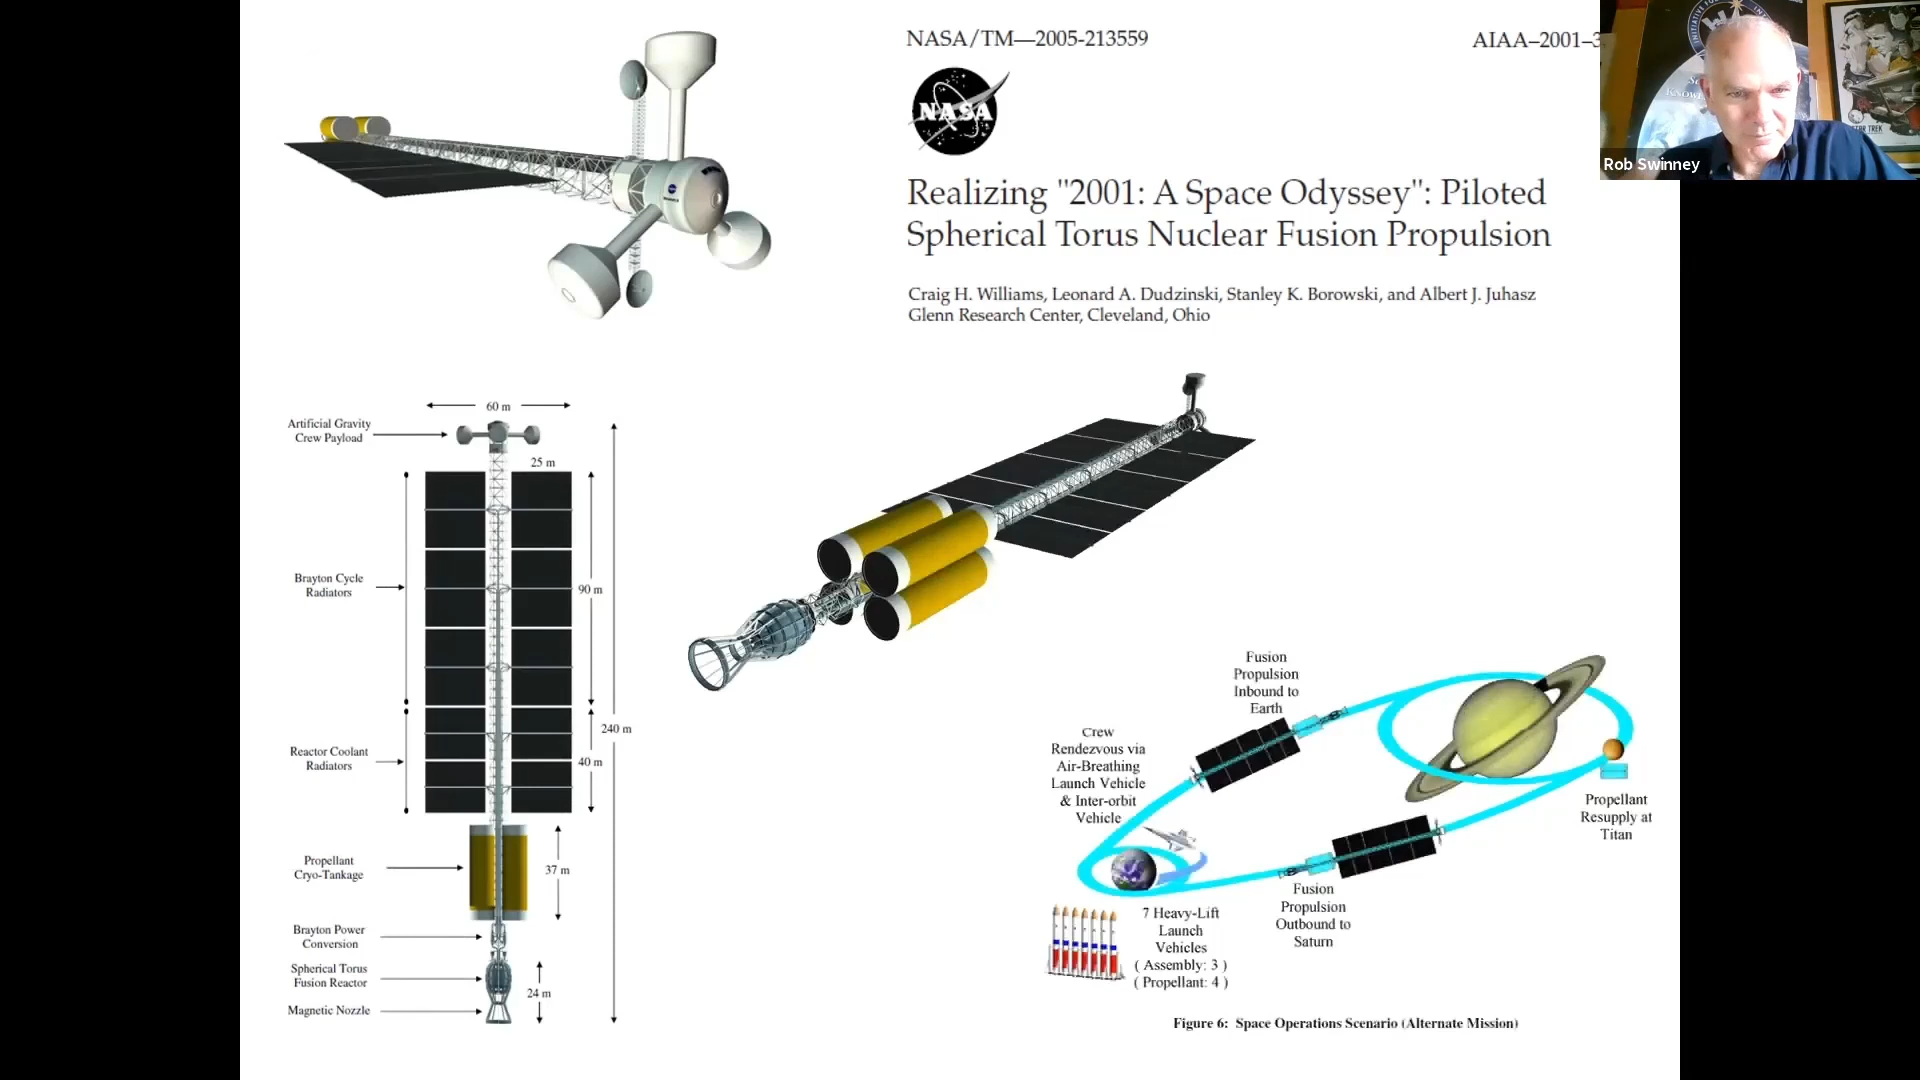 NASA/TM—2005-213559
AIAA–2001–3
NASA
Realizing "2001: A Space Odyssey": Piloted
Spherical Torus Nuclear Fusion Propulsion
Craig H. Williams, Leonard A. Dudzinski, Stanley K. Borowski, and Albert J. Juhasz
Glenn Research Center, Cleveland, Ohio
Rob Swinney
60 m
Artificial Gravity
Crew Payload
25 m
Brayton Cycle
Radiators
90 m
240 m
Reactor Coolant
Radiators
40 m
Propellant
Cryo-Tankage
37 m
Brayton Power
Conversion
Spherical Torus
Fusion Reactor
24 m
Magnetic Nozzle
Fusion
Propulsion
Inbound to
Earth
Crew
Rendezvous via
Air-Breathing
Launch Vehicle
& Inter-orbit
Vehicle
Propellant
Resupply at
Titan
Fusion
Propulsion
Outbound to
Saturn
7 Heavy-Lift
Launch
Vehicles
( Assembly: 3 )
( Propellant: 4 )
Figure 6: Space Operations Scenario (Alternate Mission)